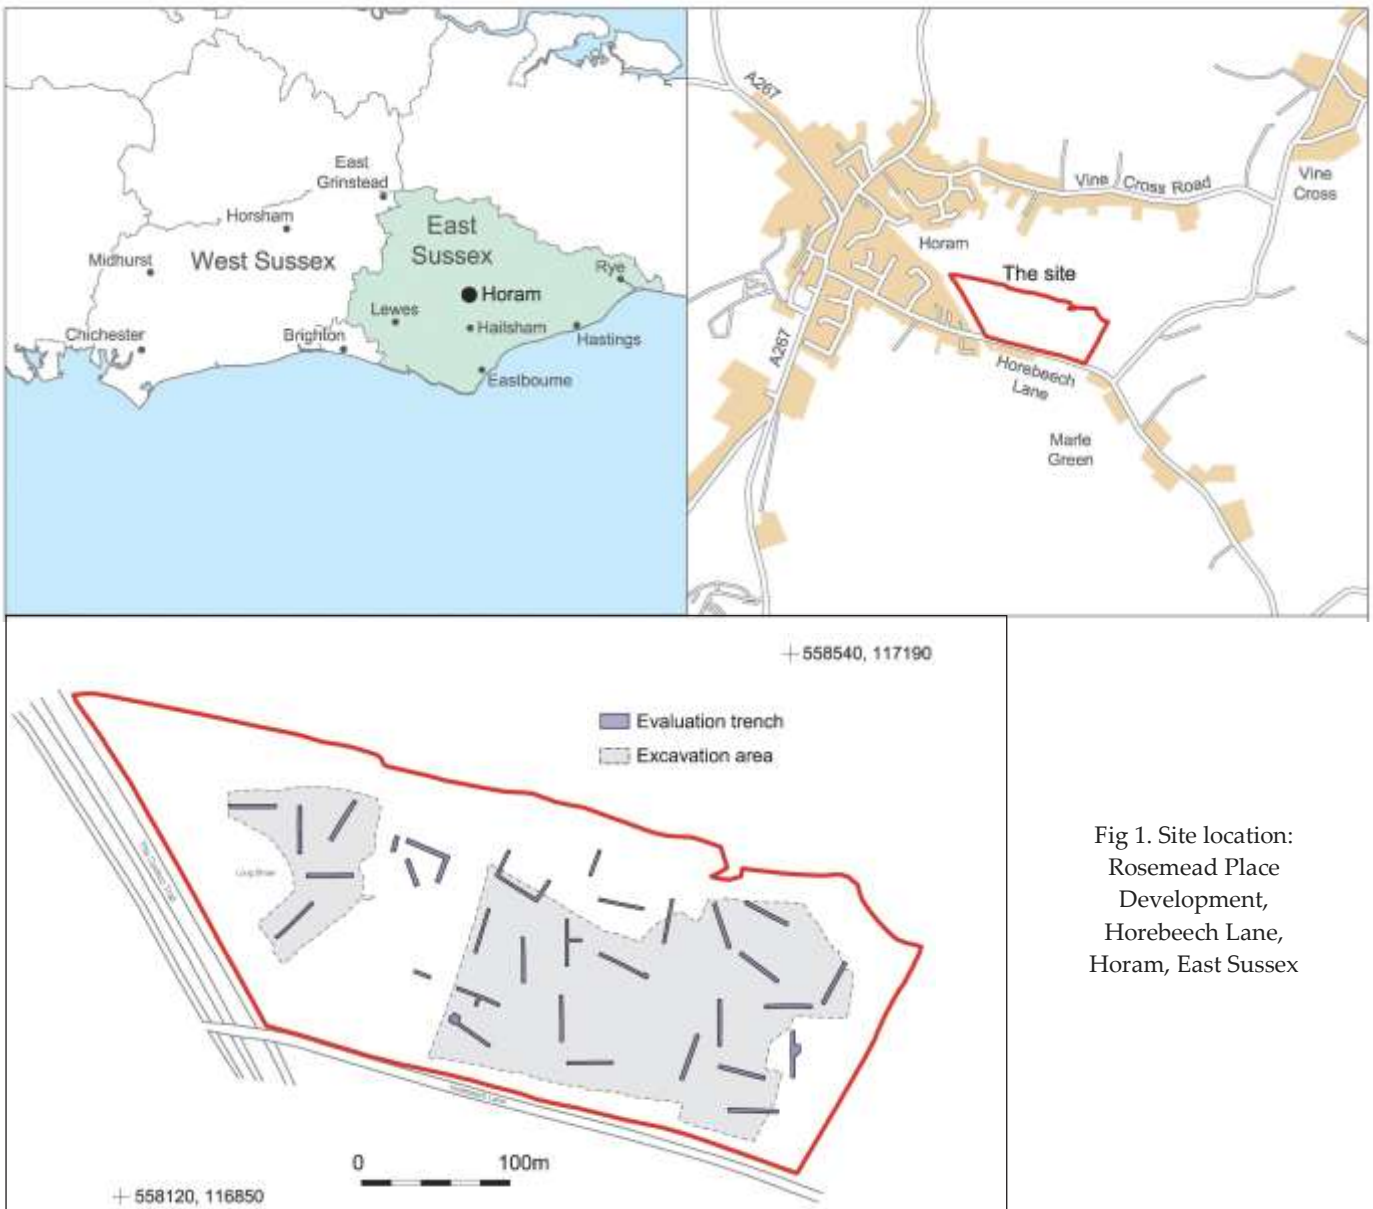 East
Grinstead
Horsham
Midhurst
West Sussex
East
Sussex
Rye
Horam
Lewes
Hailsham
Chichester
Brighton
Hastings
Eastbourne
A267
Vine Cross Road
Vine
Cross
Horam
The site
A267
Horebeech
Lane
Marle
Green
558540, 117190
Evaluation trench
Excavation area
Horebeech Lane
0 100m
558120, 116850
Fig 1. Site location:
Rosemead Place
Development,
Horebeech Lane,
Horam, East Sussex